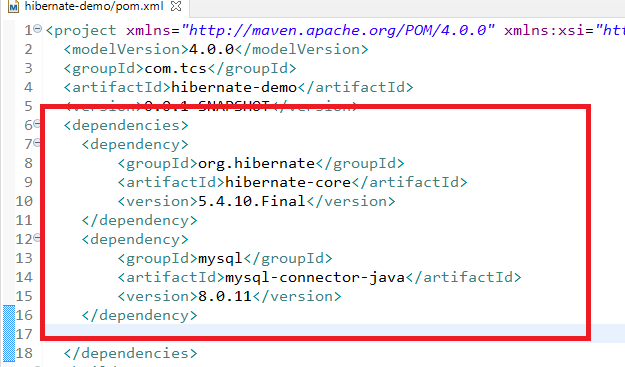 hibernate-demo/pom.xml
1 <project xmlns="http://maven.apache.org/POM/4.0.0" xmlns:xsi="ht
2 <modelVersion>4.0.0</modelVersion>
3 <groupId>com.tcs</groupId>
4 <artifactId>hibernate-demo</artifactId>
5 <version>0.0.1-SNAPSHOT</version>
6 <dependencies>
7 <dependency>
8 <groupId>org.hibernate</groupId>
9 <artifactId>hibernate-core</artifactId>
10 <version>5.4.10.Final</version>
11 </dependency>
12 <dependency>
13 <groupId>mysql</groupId>
14 <artifactId>mysql-connector-java</artifactId>
15 <version>8.0.11</version>
16 </dependency>
17
18 </dependencies>